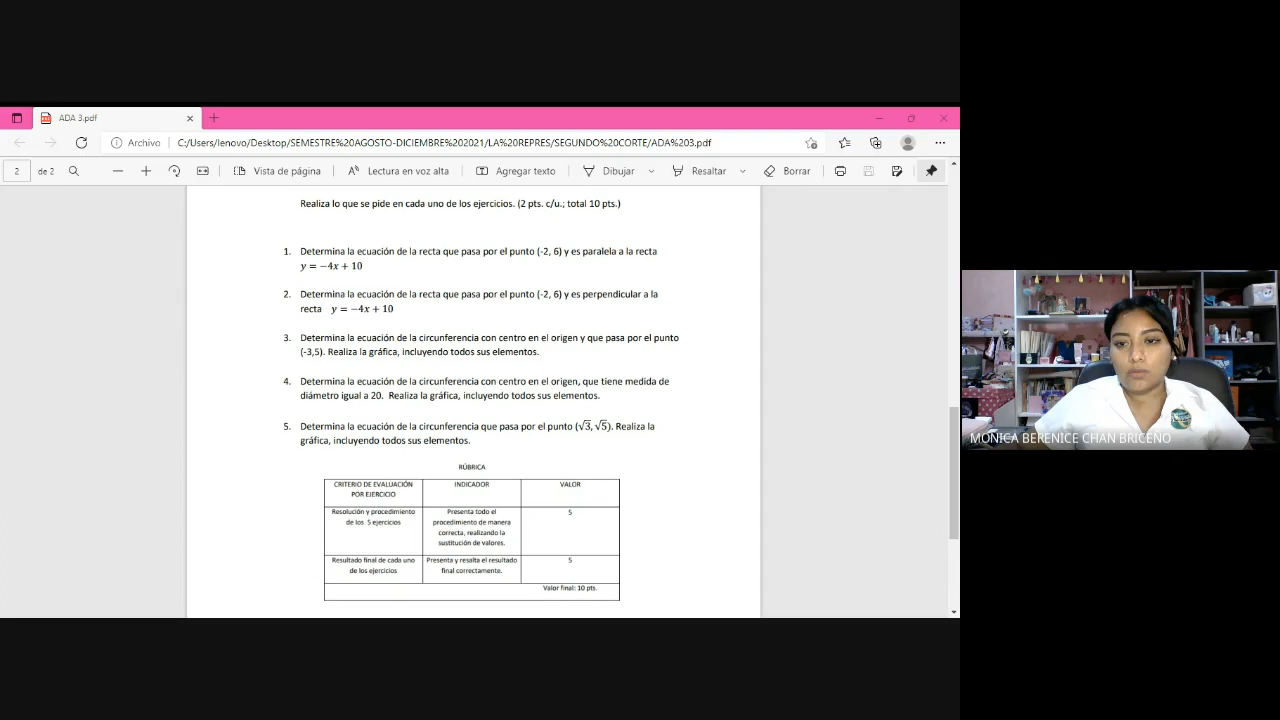 ADA 3.pdf
Archivo C:/Users/lenovo/Desktop/SEMESTRE%20AGOSTO-DICIEMBRE%202021/LA%20REPRES/SEGUNDO%20CORTE/ADA%203.pdf
2 de 2 Vista de página Lectura en voz alta Agregar texto Dibujar Resaltar Borrar
Realiza lo que se pide en cada uno de los ejercicios. (2 pts. c/u.; total 10 pts.)
1. Determina la ecuación de la recta que pasa por el punto (-2, 6) y es paralela a la recta
y = −4x + 10
2. Determina la ecuación de la recta que pasa por el punto (-2, 6) y es perpendicular a la
recta y = −4x + 10
3. Determina la ecuación de la circunferencia con centro en el origen y que pasa por el punto
(-3,5). Realiza la gráfica, incluyendo todos sus elementos.
4. Determina la ecuación de la circunferencia con centro en el origen, que tiene medida de
diámetro igual a 20. Realiza la gráfica, incluyendo todos sus elementos.
5. Determina la ecuación de la circunferencia que pasa por el punto (√3, √5). Realiza la
gráfica, incluyendo todos sus elementos.
RÚBRICA
CRITERIO DE EVALUACIÓN
POR EJERCICIO
INDICADOR
VALOR
Resolución y procedimiento
de los 5 ejercicios
Presenta todo el
procedimiento de manera
correcta, realizando la
sustitución de valores.
5
Resultado final de cada uno
de los ejercicios
Presenta y resalta el resultado
final correctamente.
5
Valor final: 10 pts.
MONICA BERENICE CHAN BRICEÑO